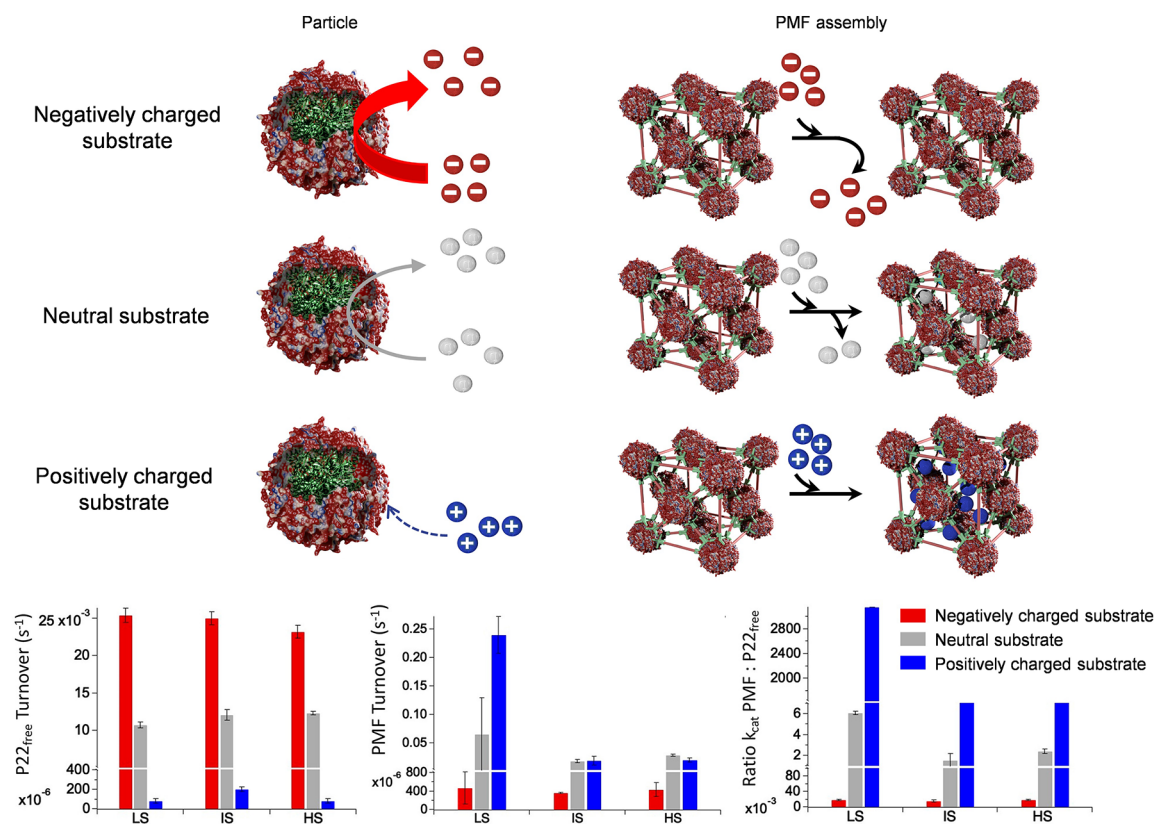 Particle
PMF assembly
Negatively charged
substrate
Neutral substrate
Positively charged
substrate
P22free Turnover (s-1)
25 x10-3
15
10
400
x10-6
200
0
LS
IS
HS
PMF Turnover (s-1)
0.25
0.20
0.15
0.10
0.05
800
x10-6
400
0
LS
IS
HS
Ratio kcat PMF : P22free
2800
2400
2000
6
4
2
80
40
0
x10-3
LS
IS
HS
Negatively charged substrate
Neutral substrate
Positively charged substrate